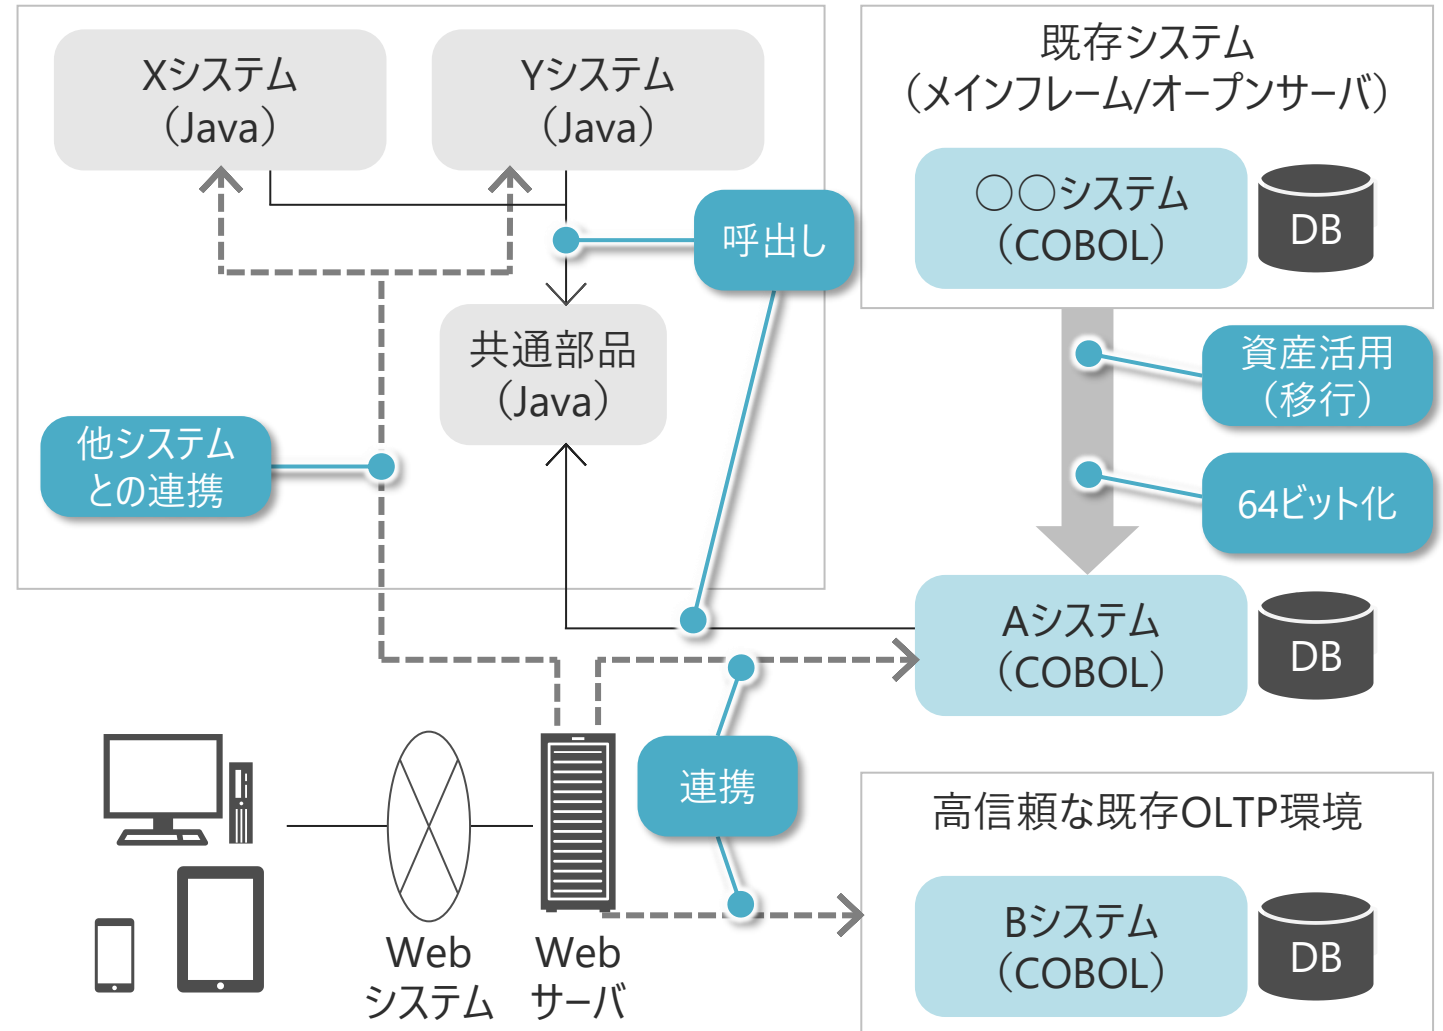 Xシステム
（Java）
Yシステム
（Java）
既存システム
（メインフレーム/オープンサーバ）
○○システム
（COBOL）
DB
呼出し
共通部品
（Java）
資産活用
（移行）
他システム
との連携
64ビット化
Aシステム
（COBOL）
DB
連携
高信頼な既存OLTP環境
Bシステム
（COBOL）
DB
Web
システム
Web
サーバ